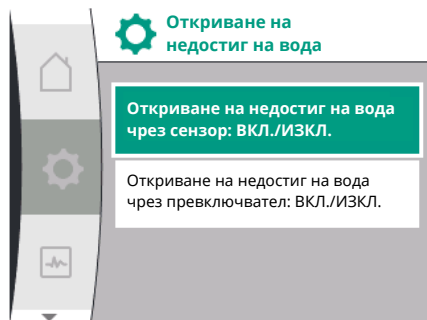 Откриване на
недостиг на вода
Откриване на недостиг на вода
чрез сензор: ВКЛ./ИЗКЛ.
Откриване на недостиг на вода
чрез превключвател: ВКЛ./ИЗКЛ.